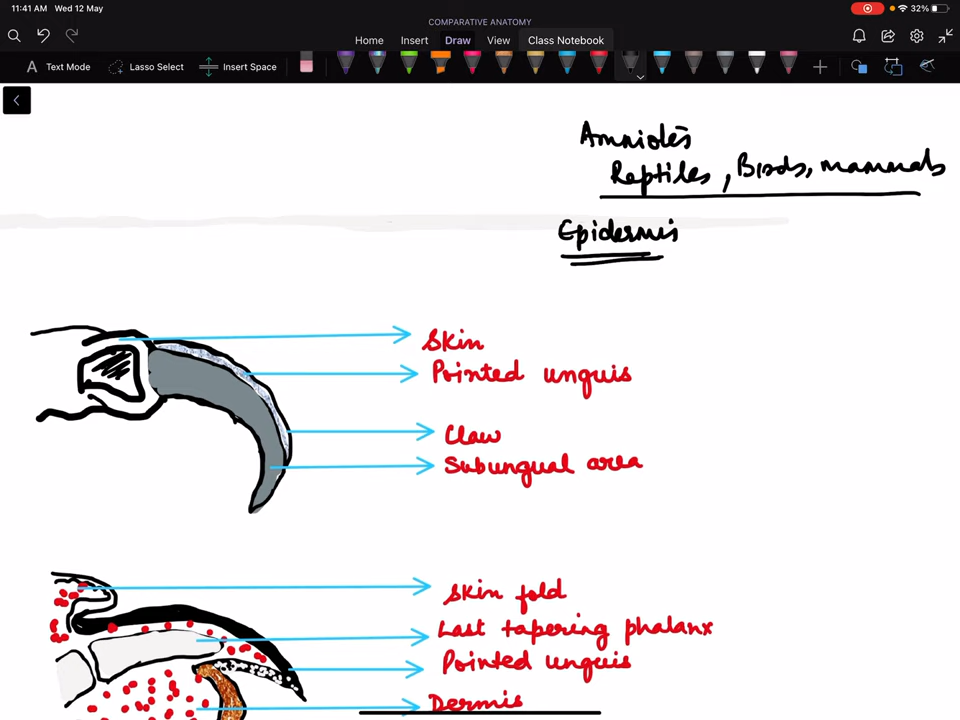 11:41 AM Wed 12 May
32%
COMPARATIVE ANATOMY
Home Insert Draw View Class Notebook
Text Mode Lasso Select Insert Space
Amniotes
Reptiles, Birds, mammals
Epidermis
Skin
Pointed unguis
Claw
Subungual area
Skin fold
Last tapering phalanx
Pointed unguis
Dermis